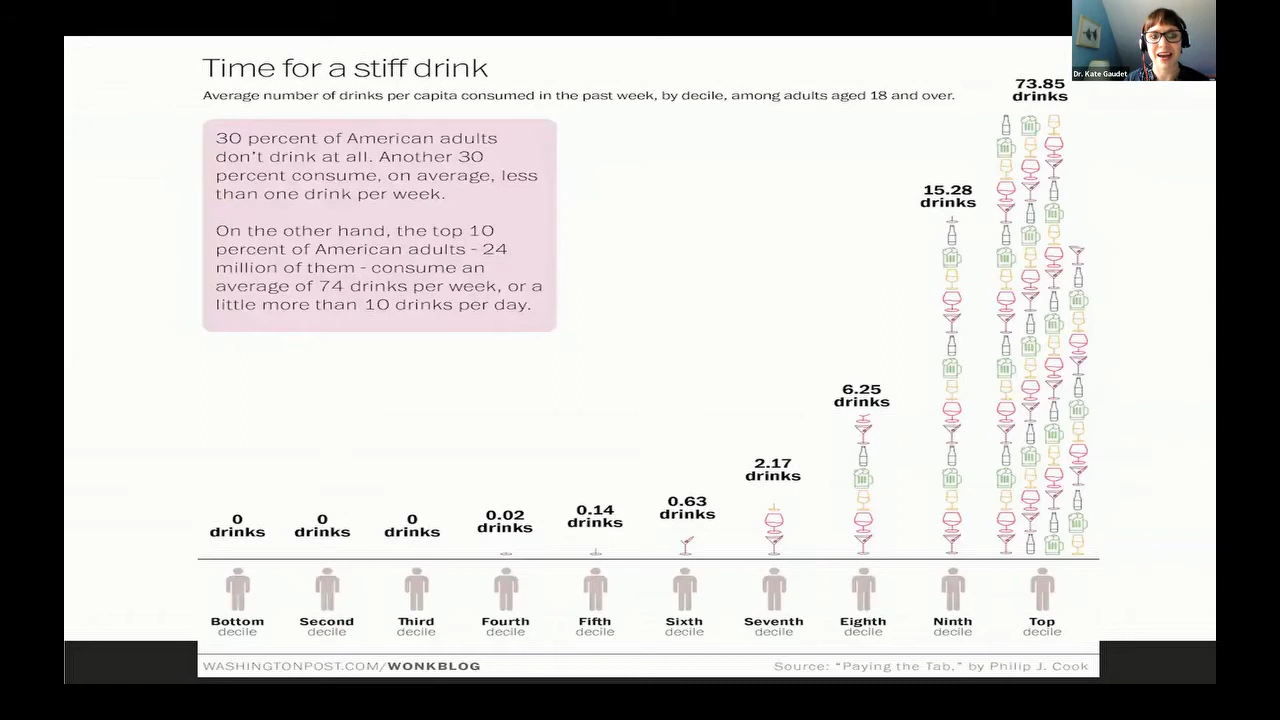 Time for a stiff drink
Average number of drinks per capita consumed in the past week, by decile, among adults aged 18 and over.
Dr. Kate Gaudet
30 percent of American adults
don't drink at all. Another 30
percent consume, on average, less
than one drink per week.
On the other hand, the top 10
percent of American adults - 24
million of them - consume an
average of 74 drinks per week, or a
little more than 10 drinks per day.
0
drinks
0
drinks
0
drinks
0.02
drinks
0.14
drinks
0.63
drinks
2.17
drinks
6.25
drinks
15.28
drinks
73.85
drinks
Bottom
decile
Second
decile
Third
decile
Fourth
decile
Fifth
decile
Sixth
decile
Seventh
decile
Eighth
decile
Ninth
decile
Top
decile
WASHINGTONPOST.COM/WONKBLOG
Source: "Paying the Tab," by Philip J. Cook